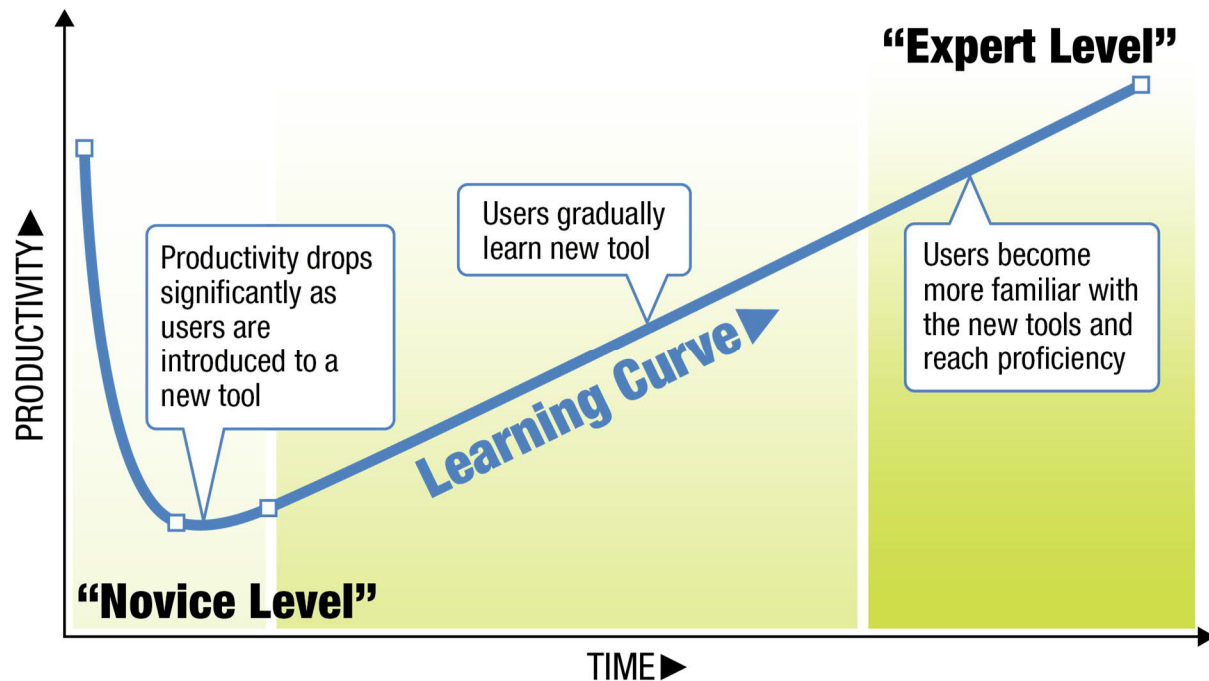 “Expert Level”
Users gradually
learn new tool
Productivity drops
significantly as
users are
introduced to a
new tool
Users become
more familiar with
the new tools and
reach proficiency
PRODUCTIVITY▶
Learning Curve▶
“Novice Level”
TIME▶